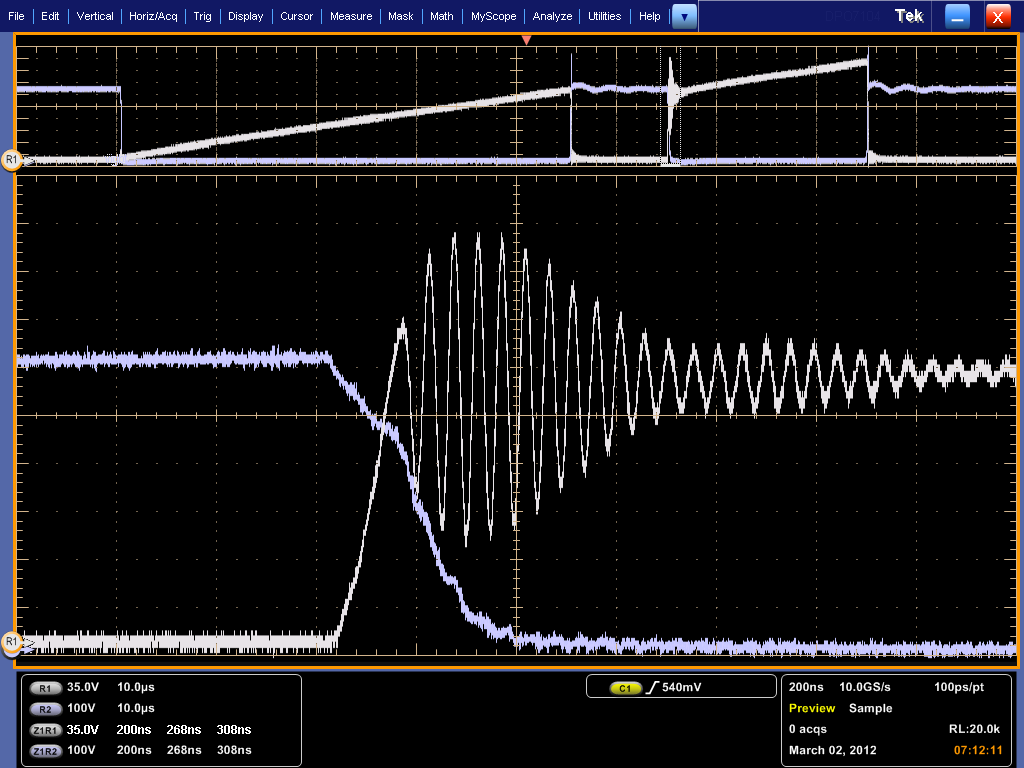 File Edit Vertical Horiz/Acq Trig Display Cursor Measure Mask Math MyScope Analyze Utilities Help Tek
R1
R1
R1 35.0V 10.0µs
R2 100V 10.0µs
Z1R1 35.0V 200ns 268ns 308ns
Z1R2 100V 200ns 268ns 308ns
C1 540mV
200ns 10.0GS/s 100ps/pt
Preview Sample
0 acqs RL:20.0k
March 02, 2012 07:12:11